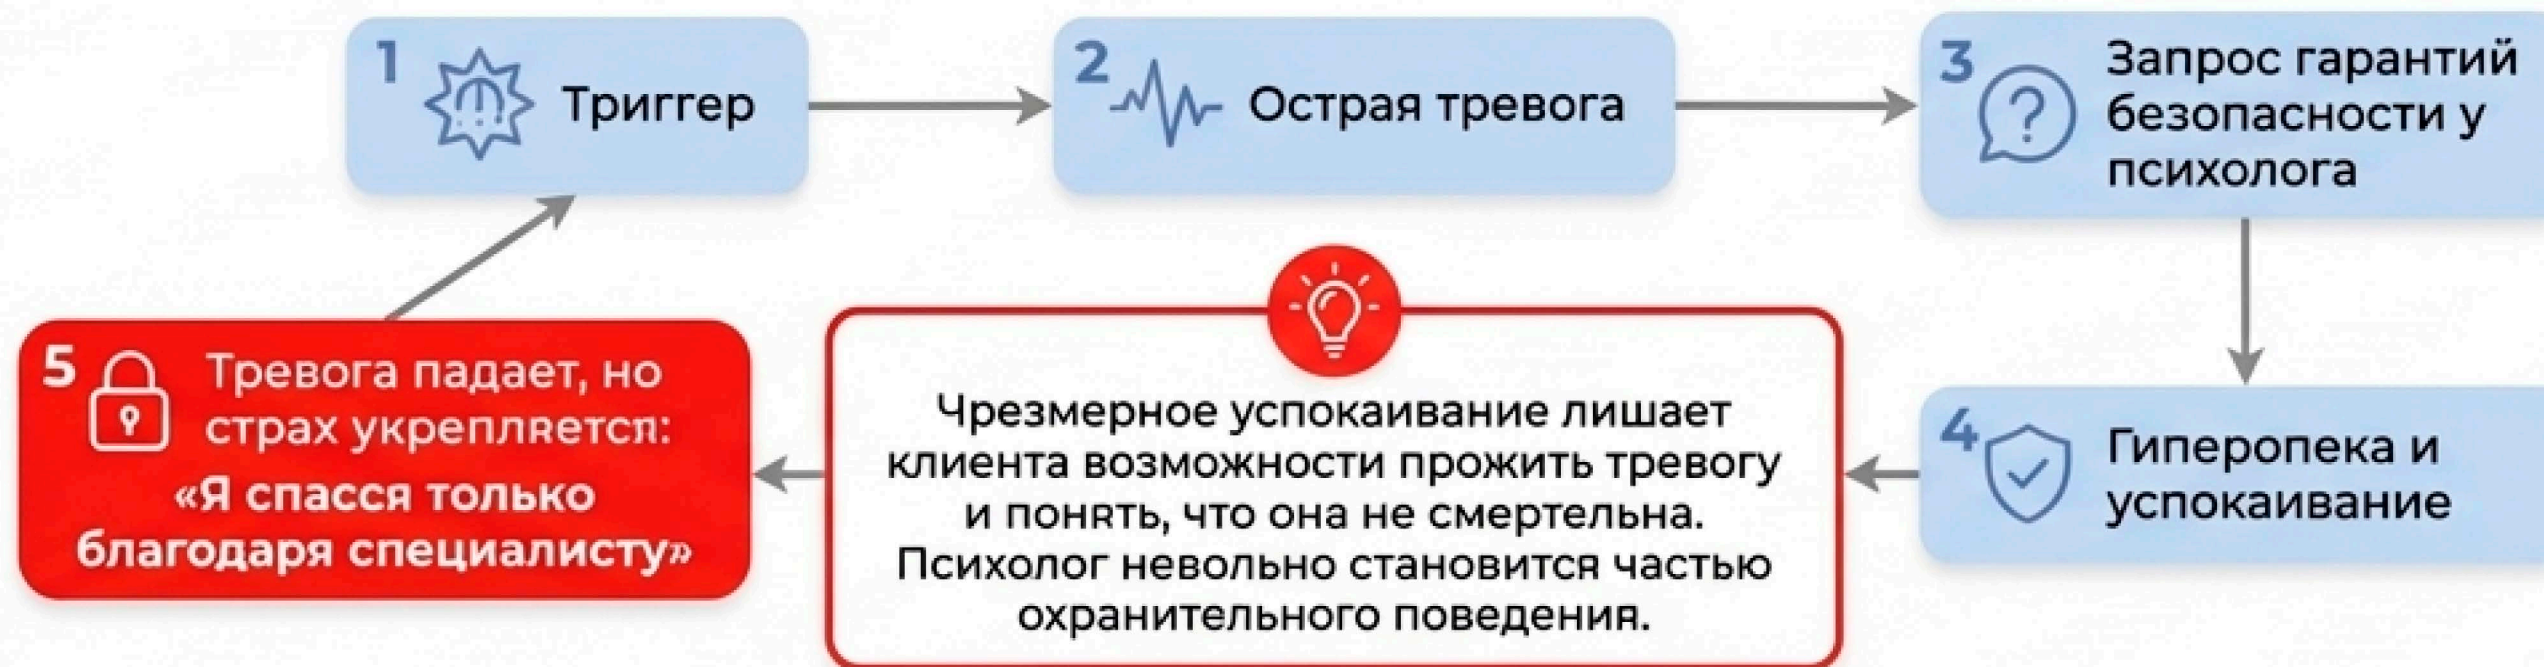 1
Триггер
2
Острая тревога
3
Запрос гарантий
безопасности у
психолога
4
Гиперопека и
успокаивание
Чрезмерное успокаивание лишает
клиента возможности прожить тревогу
и понять, что она не смертельна.
Психолог невольно становится частью
охранительного поведения.
5
Тревога падает, но
страх укрепляется:
«Я спасся только
благодаря специалисту»